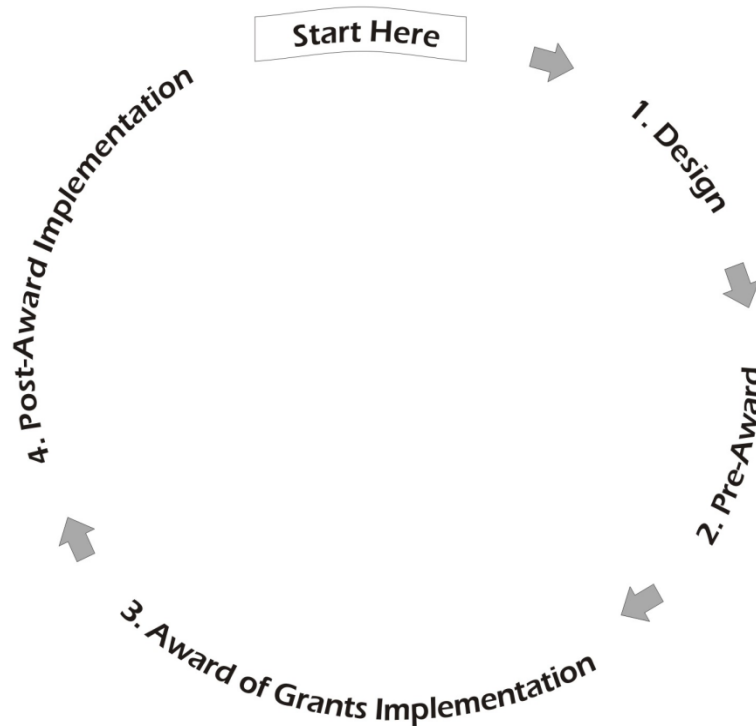 Start Here
1. Design
2. Pre-Award
3. Award of Grants Implementation
4. Post-Award Implementation